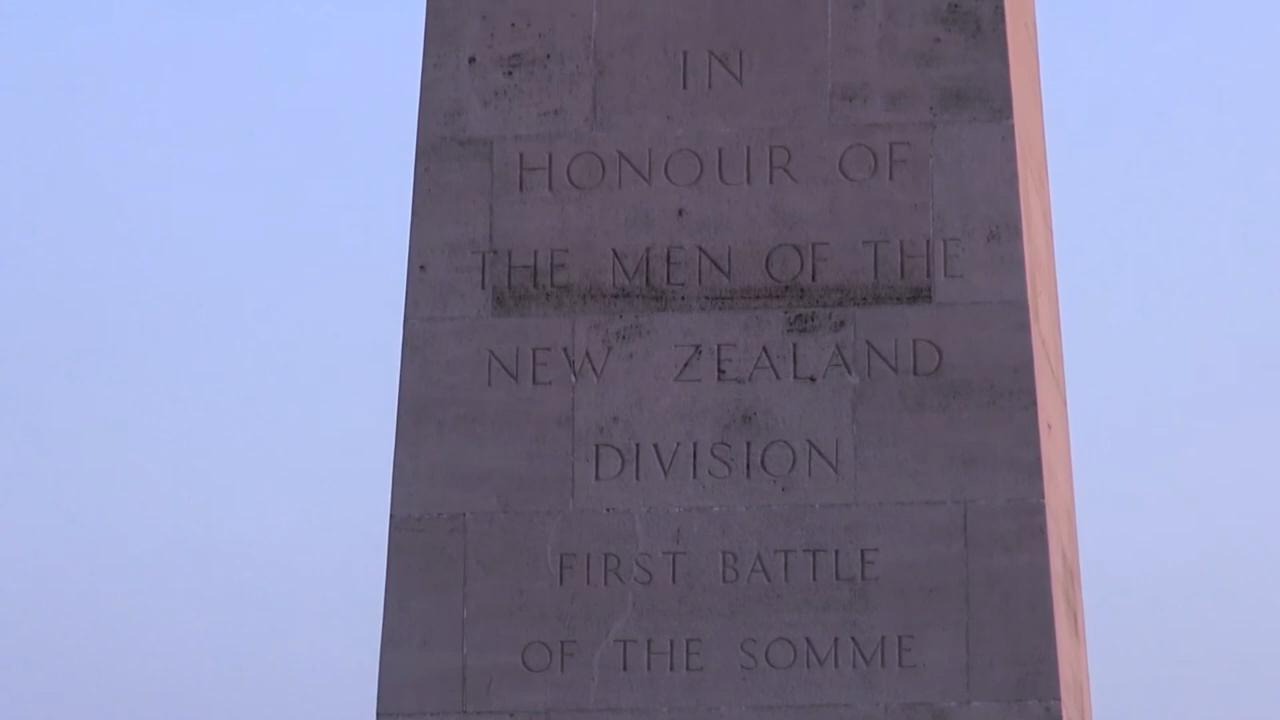 IN
HONOUR OF
THE MEN OF THE
NEW ZEALAND
DIVISION
FIRST BATTLE
OF THE SOMME